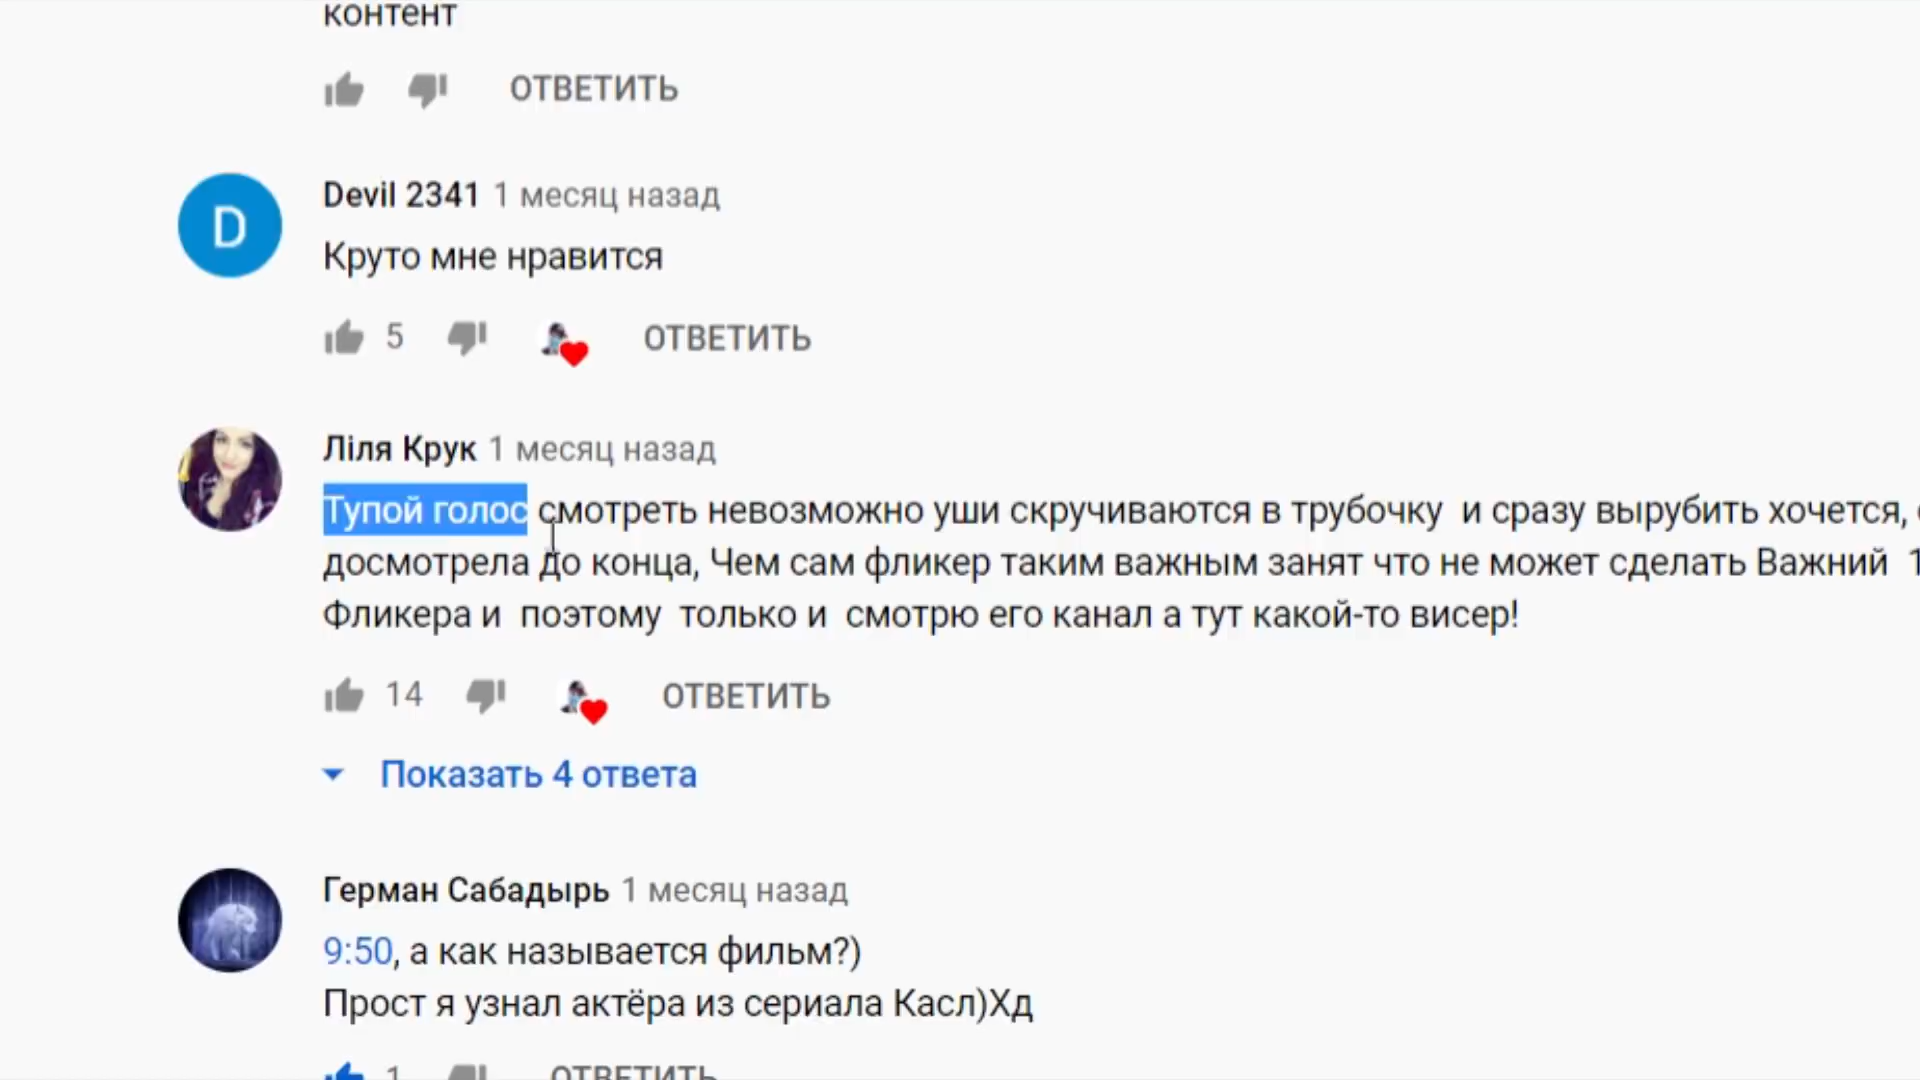 контент
ОТВЕТИТЬ
D
Devil 2341 1 месяц назад
Круто мне нравится
5 ОТВЕТИТЬ
Ліля Крук 1 месяц назад
Тупой голос смотреть невозможно уши скручиваются в трубочку и сразу вырубить хочется,
досмотрела до конца, Чем сам фликер таким важным занят что не может сделать Важний 1
Фликера и поэтому только и смотрю его канал а тут какой-то висер!
14 ОТВЕТИТЬ
Показать 4 ответа
Герман Сабадырь 1 месяц назад
9:50, а как называется фильм?)
Прост я узнал актёра из сериала Касл)Хд
1 ОТВЕТИТЬ